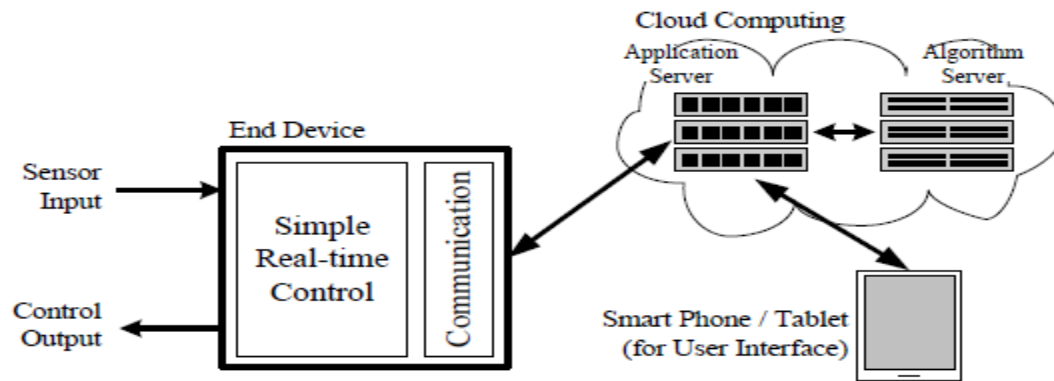 Cloud Computing
Application
Server
Algorithm
Server
End Device
Sensor
Input
Simple
Real-time
Control
Communication
Control
Output
Smart Phone / Tablet
(for User Interface)